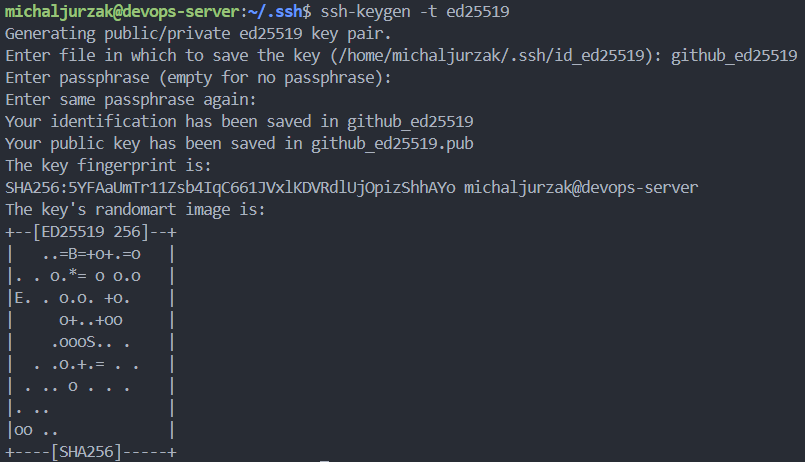 michaljurzak@devops-server:~/.ssh$ ssh-keygen -t ed25519
Generating public/private ed25519 key pair.
Enter file in which to save the key (/home/michaljurzak/.ssh/id_ed25519): github_ed25519
Enter passphrase (empty for no passphrase):
Enter same passphrase again:
Your identification has been saved in github_ed25519
Your public key has been saved in github_ed25519.pub
The key fingerprint is:
SHA256:5YFAaUmTr11Zsb4IqC661JVxlKDVRdlUjOpizShhAYo michaljurzak@devops-server
The key's randomart image is:
+--[ED25519 256]--+
|   ..=B=+o+.=o   |
|. . o.*= o o.o   |
|E. . o.o. +o.    |
|     o+..+oo     |
|    .oooS.. .    |
|  . .o.+.= . .   |
| . .. o . . .    |
|. ..             |
|oo ..            |
+----[SHA256]-----+